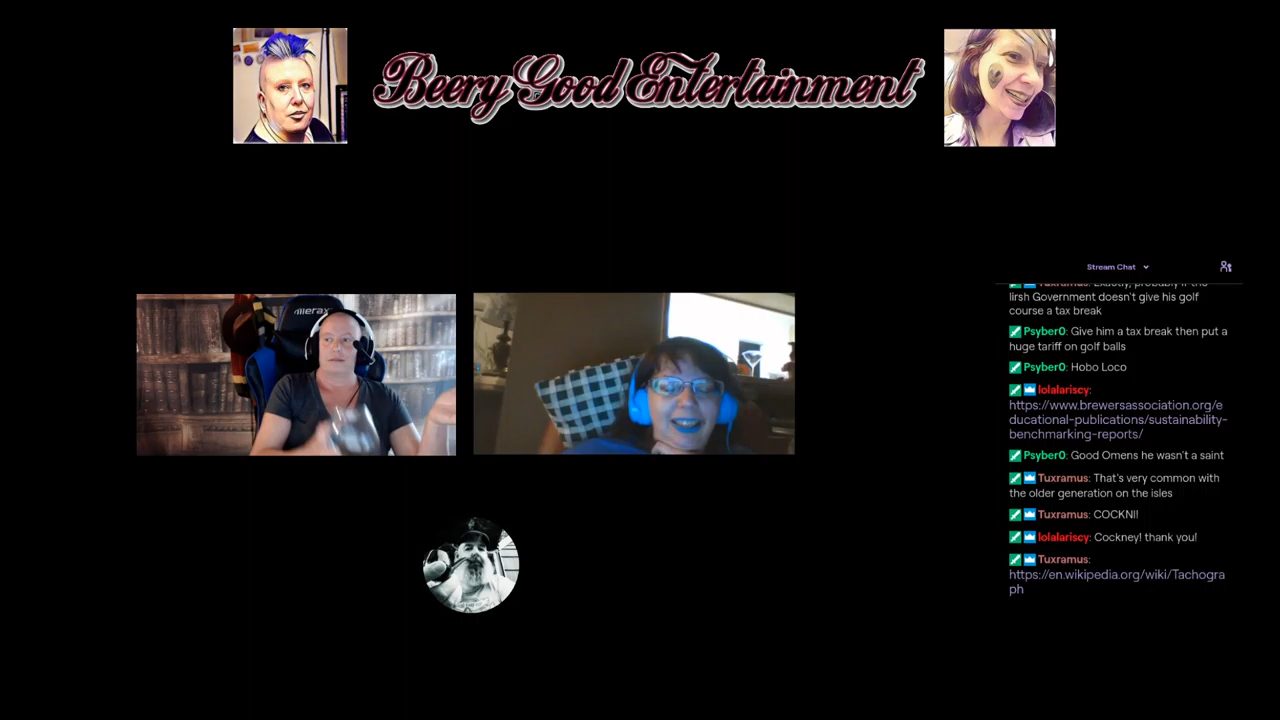 Beery Good Entertainment
merax
Stream Chat
Tuxramus: Exactly, probably if the
Iirsh Government doesn't give his golf
course a tax break
Psyber0: Give him a tax break then put a
huge tariff on golf balls
Psyber0: Hobo Loco
lolalariscy:
https://www.brewersassociation.org/e
ducational-publications/sustainability-
benchmarking-reports/
Psyber0: Good Omens he wasn't a saint
Tuxramus: That's very common with
the older generation on the isles
Tuxramus: COCKNI!
lolalariscy: Cockney! thank you!
Tuxramus:
https://en.wikipedia.org/wiki/Tachogra
ph